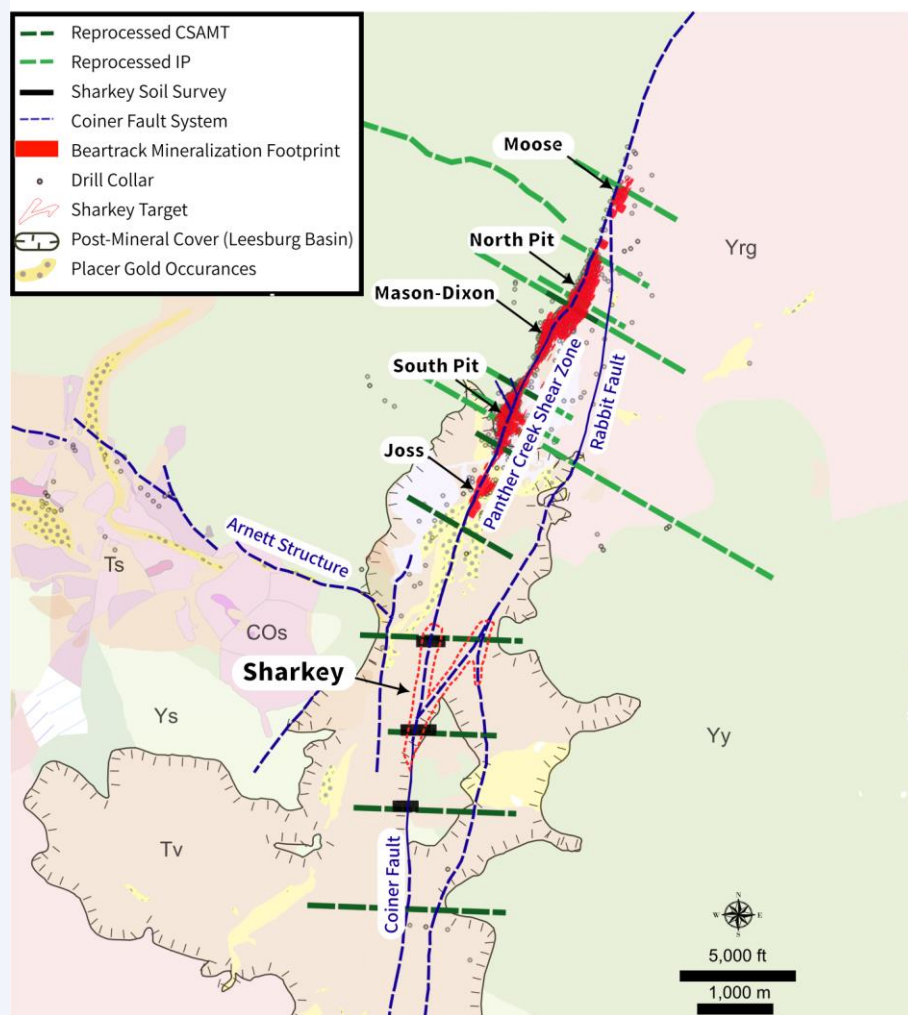 Reprocessed CSAMT
Reprocessed IP
Sharkey Soil Survey
Coiner Fault System
Beartrack Mineralization Footprint
Drill Collar
Sharkey Target
Post-Mineral Cover (Leesburg Basin)
Placer Gold Occurances
Moose
North Pit
Yrg
Mason-Dixon
South Pit
Panther Creek Shear Zone
Rabbit Fault
Joss
Arnett Structure
Ts
COs
Sharkey
Ys
Yy
Tv
Coiner Fault
N
W E
S
5,000 ft
1,000 m